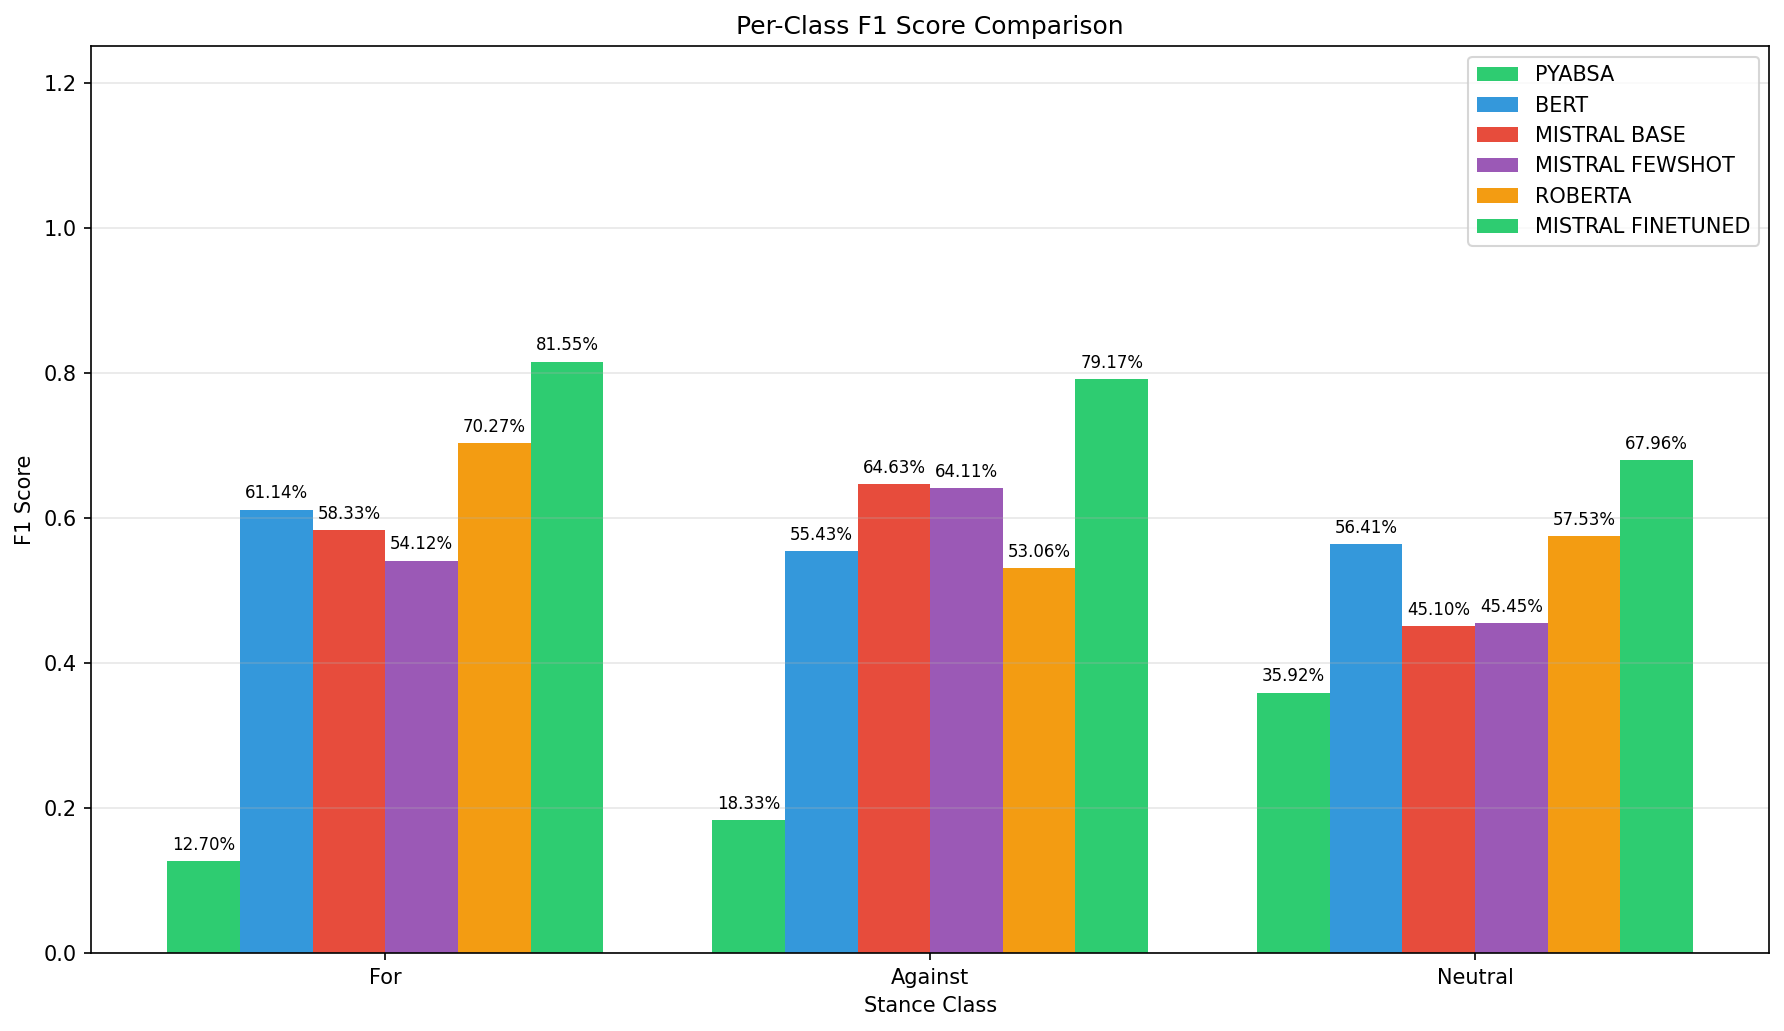 Per-Class F1 Score Comparison
PYABSA
BERT
MISTRAL BASE
MISTRAL FEWSHOT
ROBERTA
MISTRAL FINETUNED
F1 Score
1.2
1.0
0.8
0.6
0.4
0.2
0.0
12.70%
61.14%
58.33%
54.12%
70.27%
81.55%
18.33%
55.43%
64.63%
64.11%
53.06%
79.17%
35.92%
56.41%
45.10%
45.45%
57.53%
67.96%
For
Against
Neutral
Stance Class